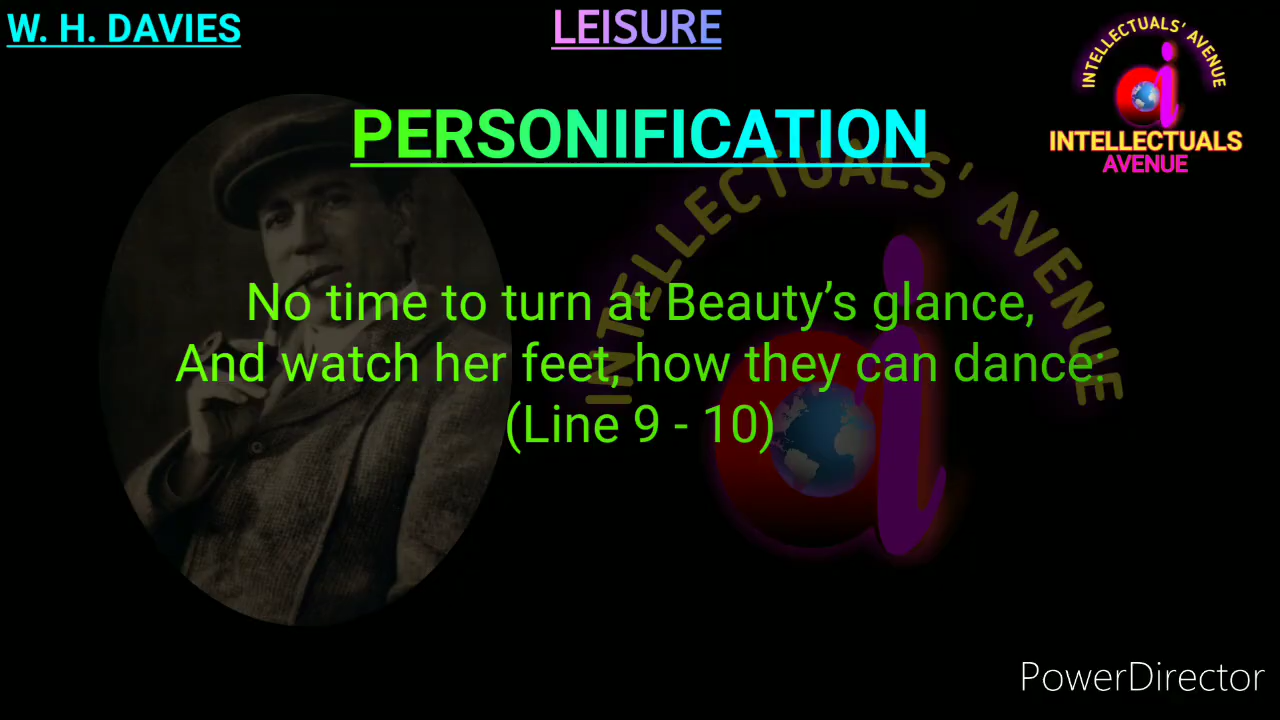 W. H. DAVIES
LEISURE
INTELLECTUALS' AVENUE
INTELLECTUALS
AVENUE
PERSONIFICATION
INTELLECTUALS' AVENUE
No time to turn at Beauty’s glance,
And watch her feet, how they can dance:
(Line 9 - 10)
PowerDirector